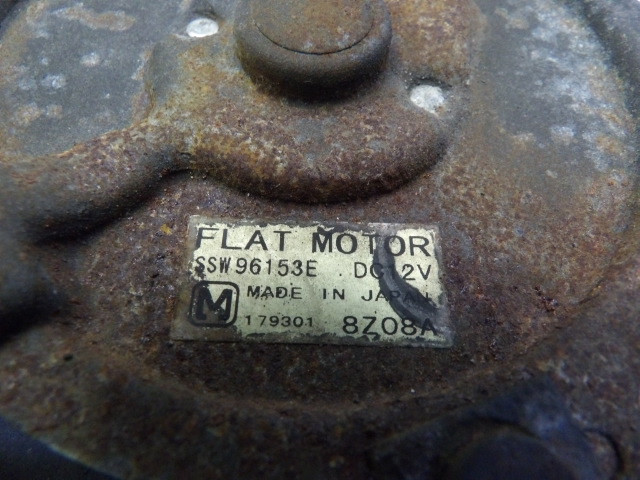 FLAT MOTOR
SSW96153E DC12V
M MADE IN JAPAN
179301 8Z08A